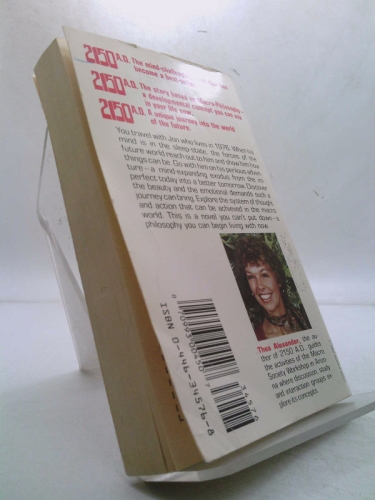 2150 A.D. The mind-challenging
become a best-
2150 A.D. The story based on Macro-Philosophy
a developmental concept you can use
in your life now.
2150 A.D. A unique journey into the world
of the future.
You travel with Jon who lives in 1976. When his
mind is in the sleep-state, the heroes of the
future world reach out to him and show him how
things can be. Go with him on his perilous adven-
ture—a mind-expanding exodus from the im-
perfect today into a better tomorrow. Discover
the beauty and the emotional demands such a
journey can bring. Explore the system of thought
and action that can be achieved in the macro
world. This is a novel you can't put down—a
philosophy you can begin living with now.
Thea Alexander, the au-
thor of 2150 A.D., guides
the activities of the Macro
Society Workshop in Arizo-
na where discussion, study
and interaction groups ex-
plore its concepts.
ISBN 0-446-34576-8
34576